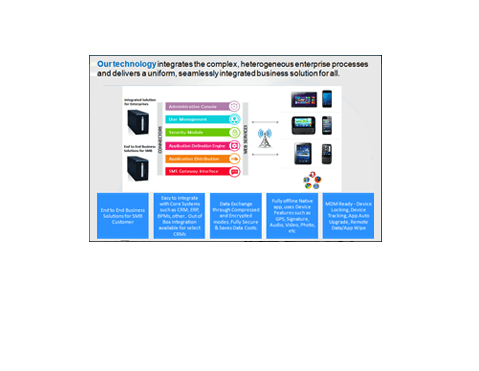 Our technology integrates the complex, heterogeneous enterprise processes
and delivers a uniform, seamlessly integrated business solution for all.
Integrated Solution
for Enterprises
End to End Business
Solutions for SMB
CONNECTORS
Administrative Console
User Management
Security Module
Application Definition Engine
Application Distribution
SMS Gateway Interface
WEB SERVICES
End to End Business
Solutions for SMB
Customer
Easy to Integrate
with Core Systems
such as CRM, ERP,
BPMs, other.. Out of
Box Integration
available for select
CRMs
Data Exchange
through Compressed
and Encrypted
modes. Fully Secure
& Saves Data Costs.
Fully offline Native
app, uses Device
Features such as
GPS, Signature,
Audio, Video, Photo,
etc
MDM Ready - Device
Locking, Device
Tracking, App Auto
Upgrade, Remote
Data/App Wipe